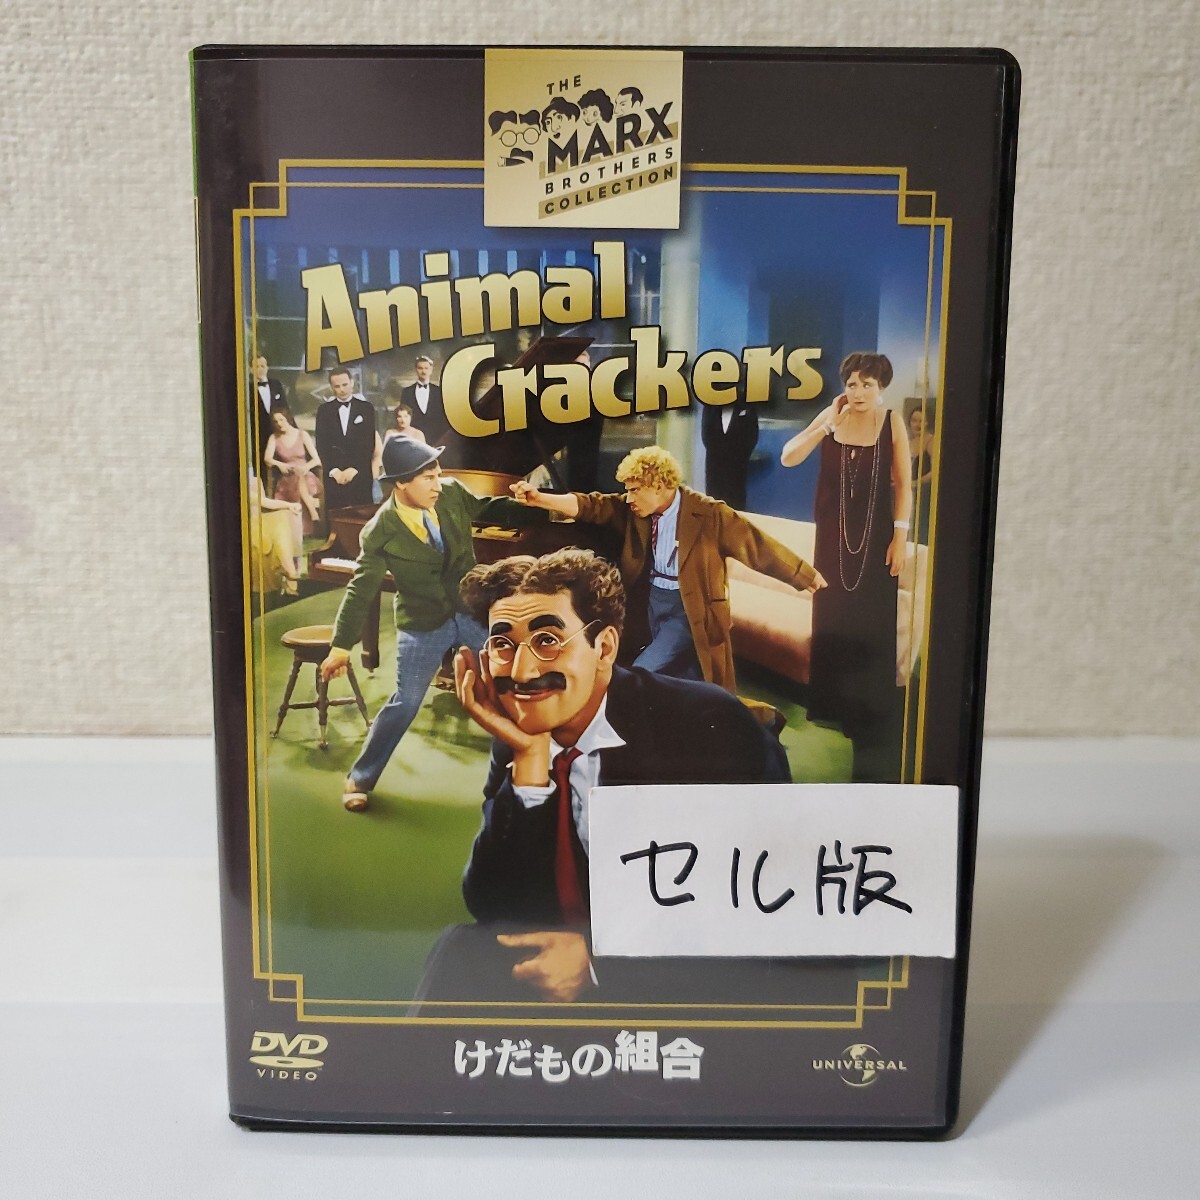 THE
MARX
BROTHERS
COLLECTION
Animal
Crackers
セル版
DVD
VIDEO
けだもの組合
UNIVERSAL